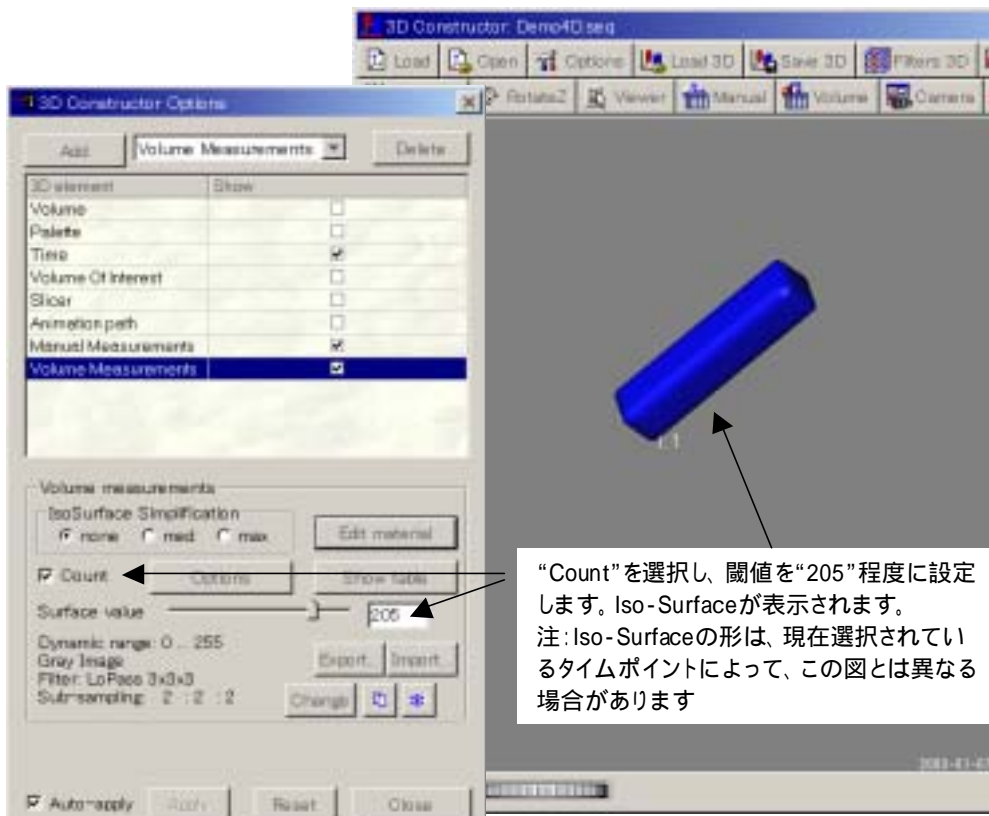 3D Constructor: Demo4D.seq
Load Open Options Load 3D Save 3D Filters 3D
RotateZ Viewer Manual Volume Camera
3D Constructor Options
Add Volume Measurements Delete
3D element Show
Volume
Palette
Time
Volume Of Interest
Slicer
Animation path
Manual Measurements
Volume Measurements
1.1
Volume measurements
IsoSurface Simplification
none med max
Edit material
Count Options Show table
Surface value 205
Dynamic range: 0 .. 255
Gray Image
Filter: LoPass 3x3x3
Sub-sampling: 2 : 2 : 2
Export.. Import..
Change
Auto-apply Apply Reset Close
“Count”を選択し、閾値を“205”程度に設定
します。Iso-Surfaceが表示されます。
注：Iso-Surfaceの形は、現在選択されてい
るタイムポイントによって、この図とは異なる
場合があります